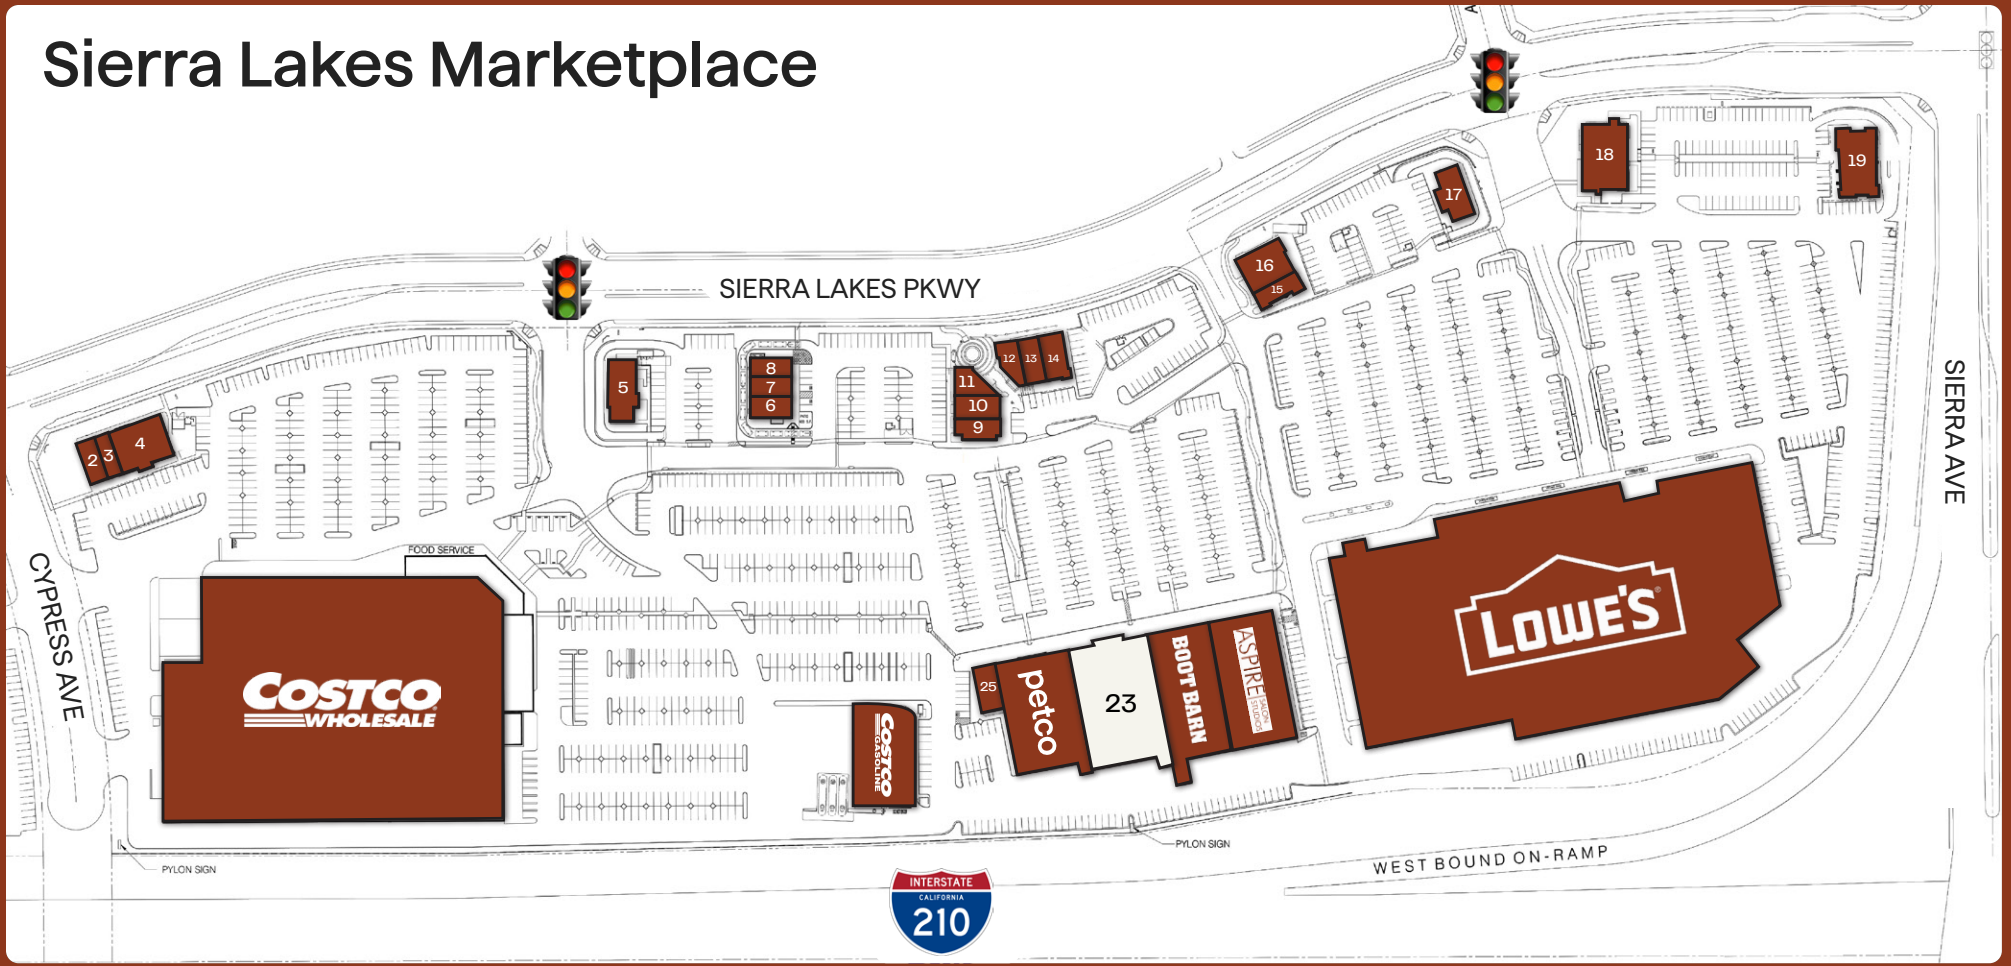 Sierra Lakes Marketplace
SIERRA LAKES PKWY
SIERRA AVE
CYPRESS AVE
18
19
17
16
15
12
13
14
11
10
9
8
7
6
5
4
3
2
FOOD SERVICE
COSTCO
WHOLESALE
COSTCO
GASOLINE
25
petco
23
BOOT BARN
ASPIRE
SALON
STUDIOS
LOWE'S
PYLON SIGN
PYLON SIGN
WEST BOUND ON-RAMP
INTERSTATE
CALIFORNIA
210